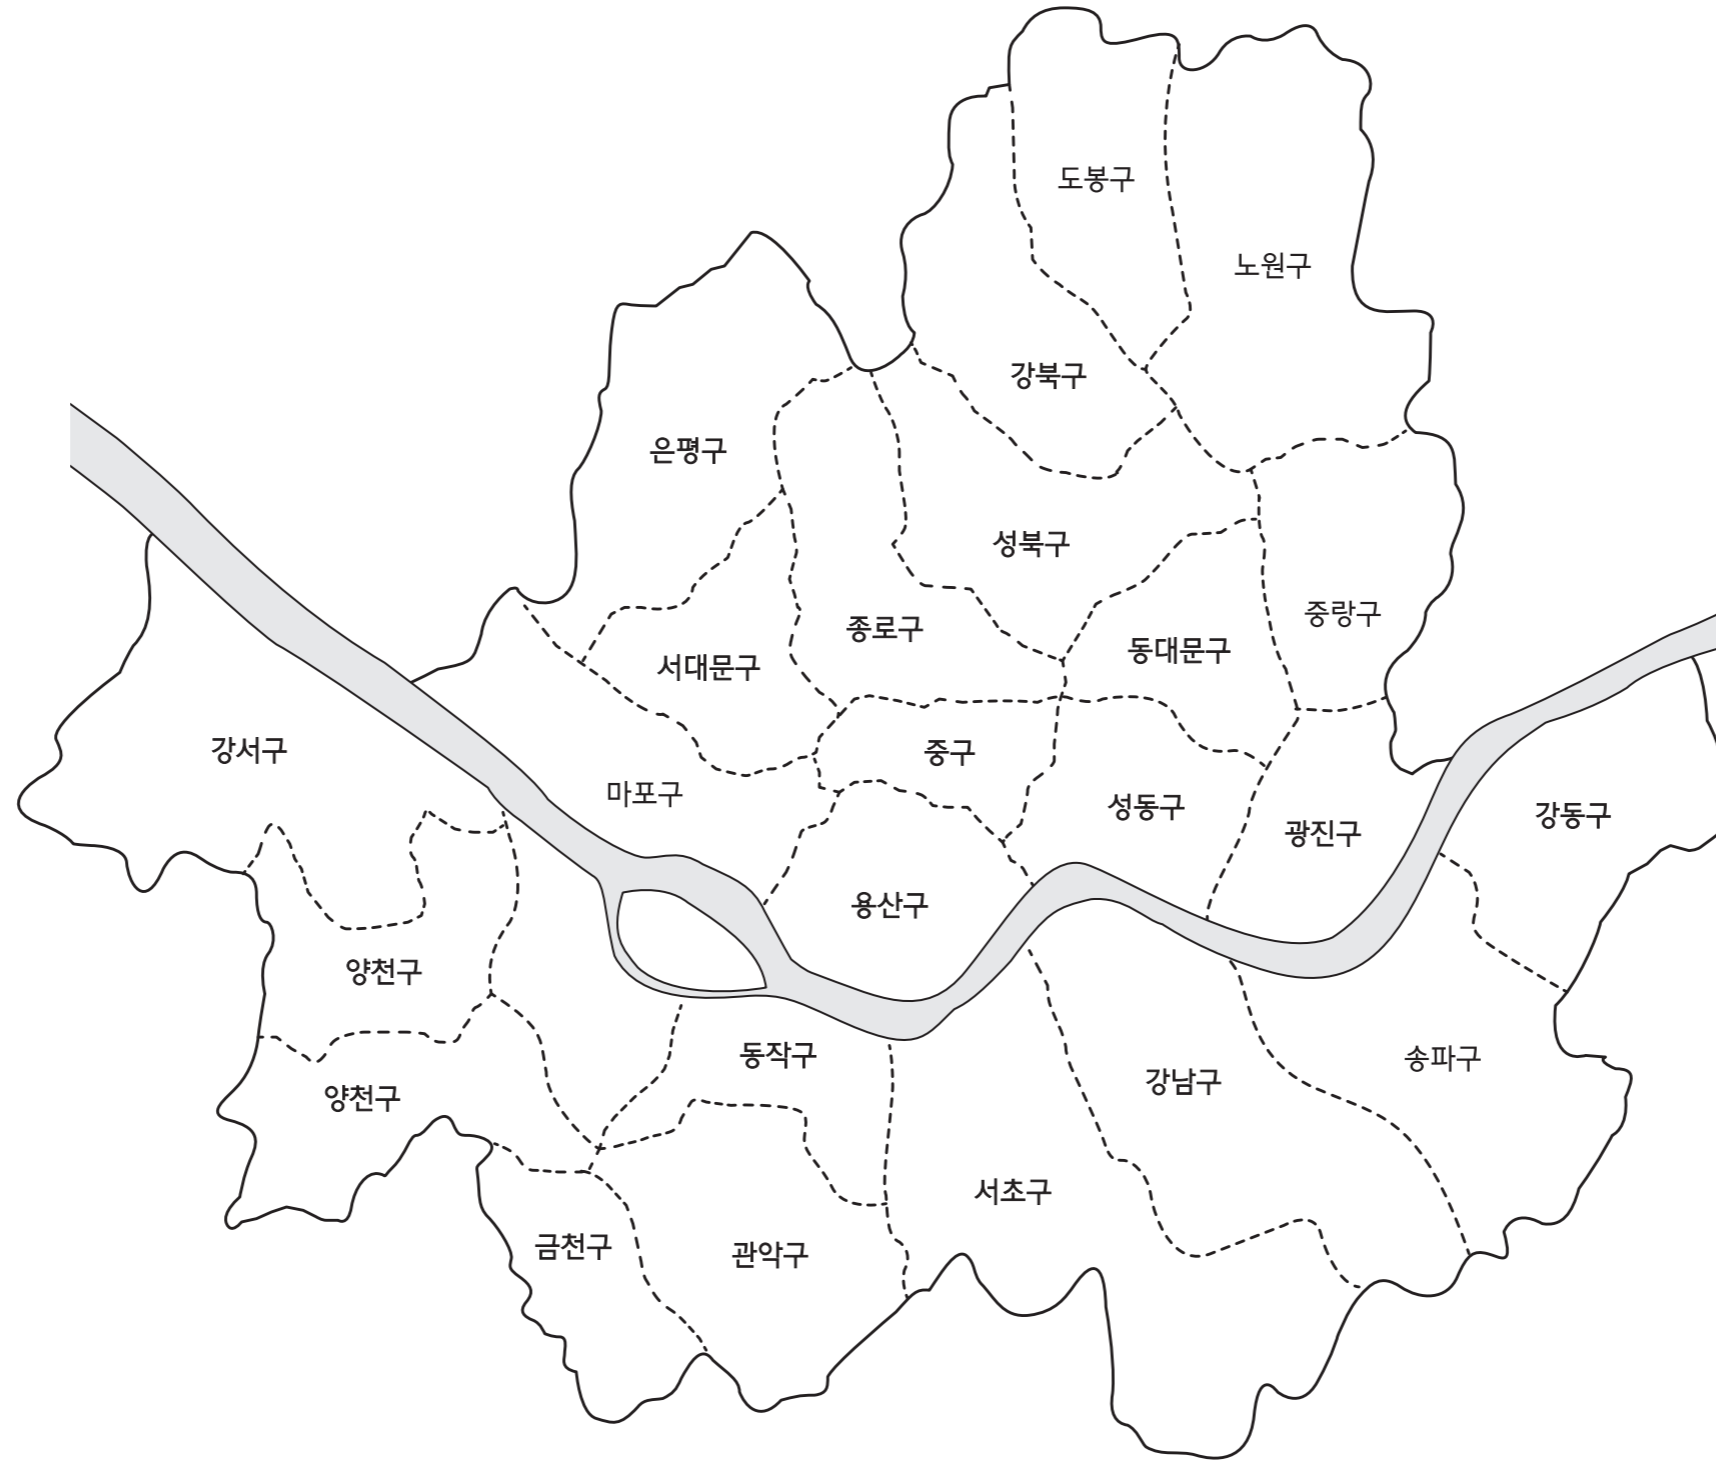 도봉구
노원구
강북구
은평구
성북구
중랑구
종로구
동대문구
서대문구
강서구
중구
마포구
성동구
강동구
광진구
용산구
양천구
동작구
송파구
강남구
양천구
서초구
금천구
관악구